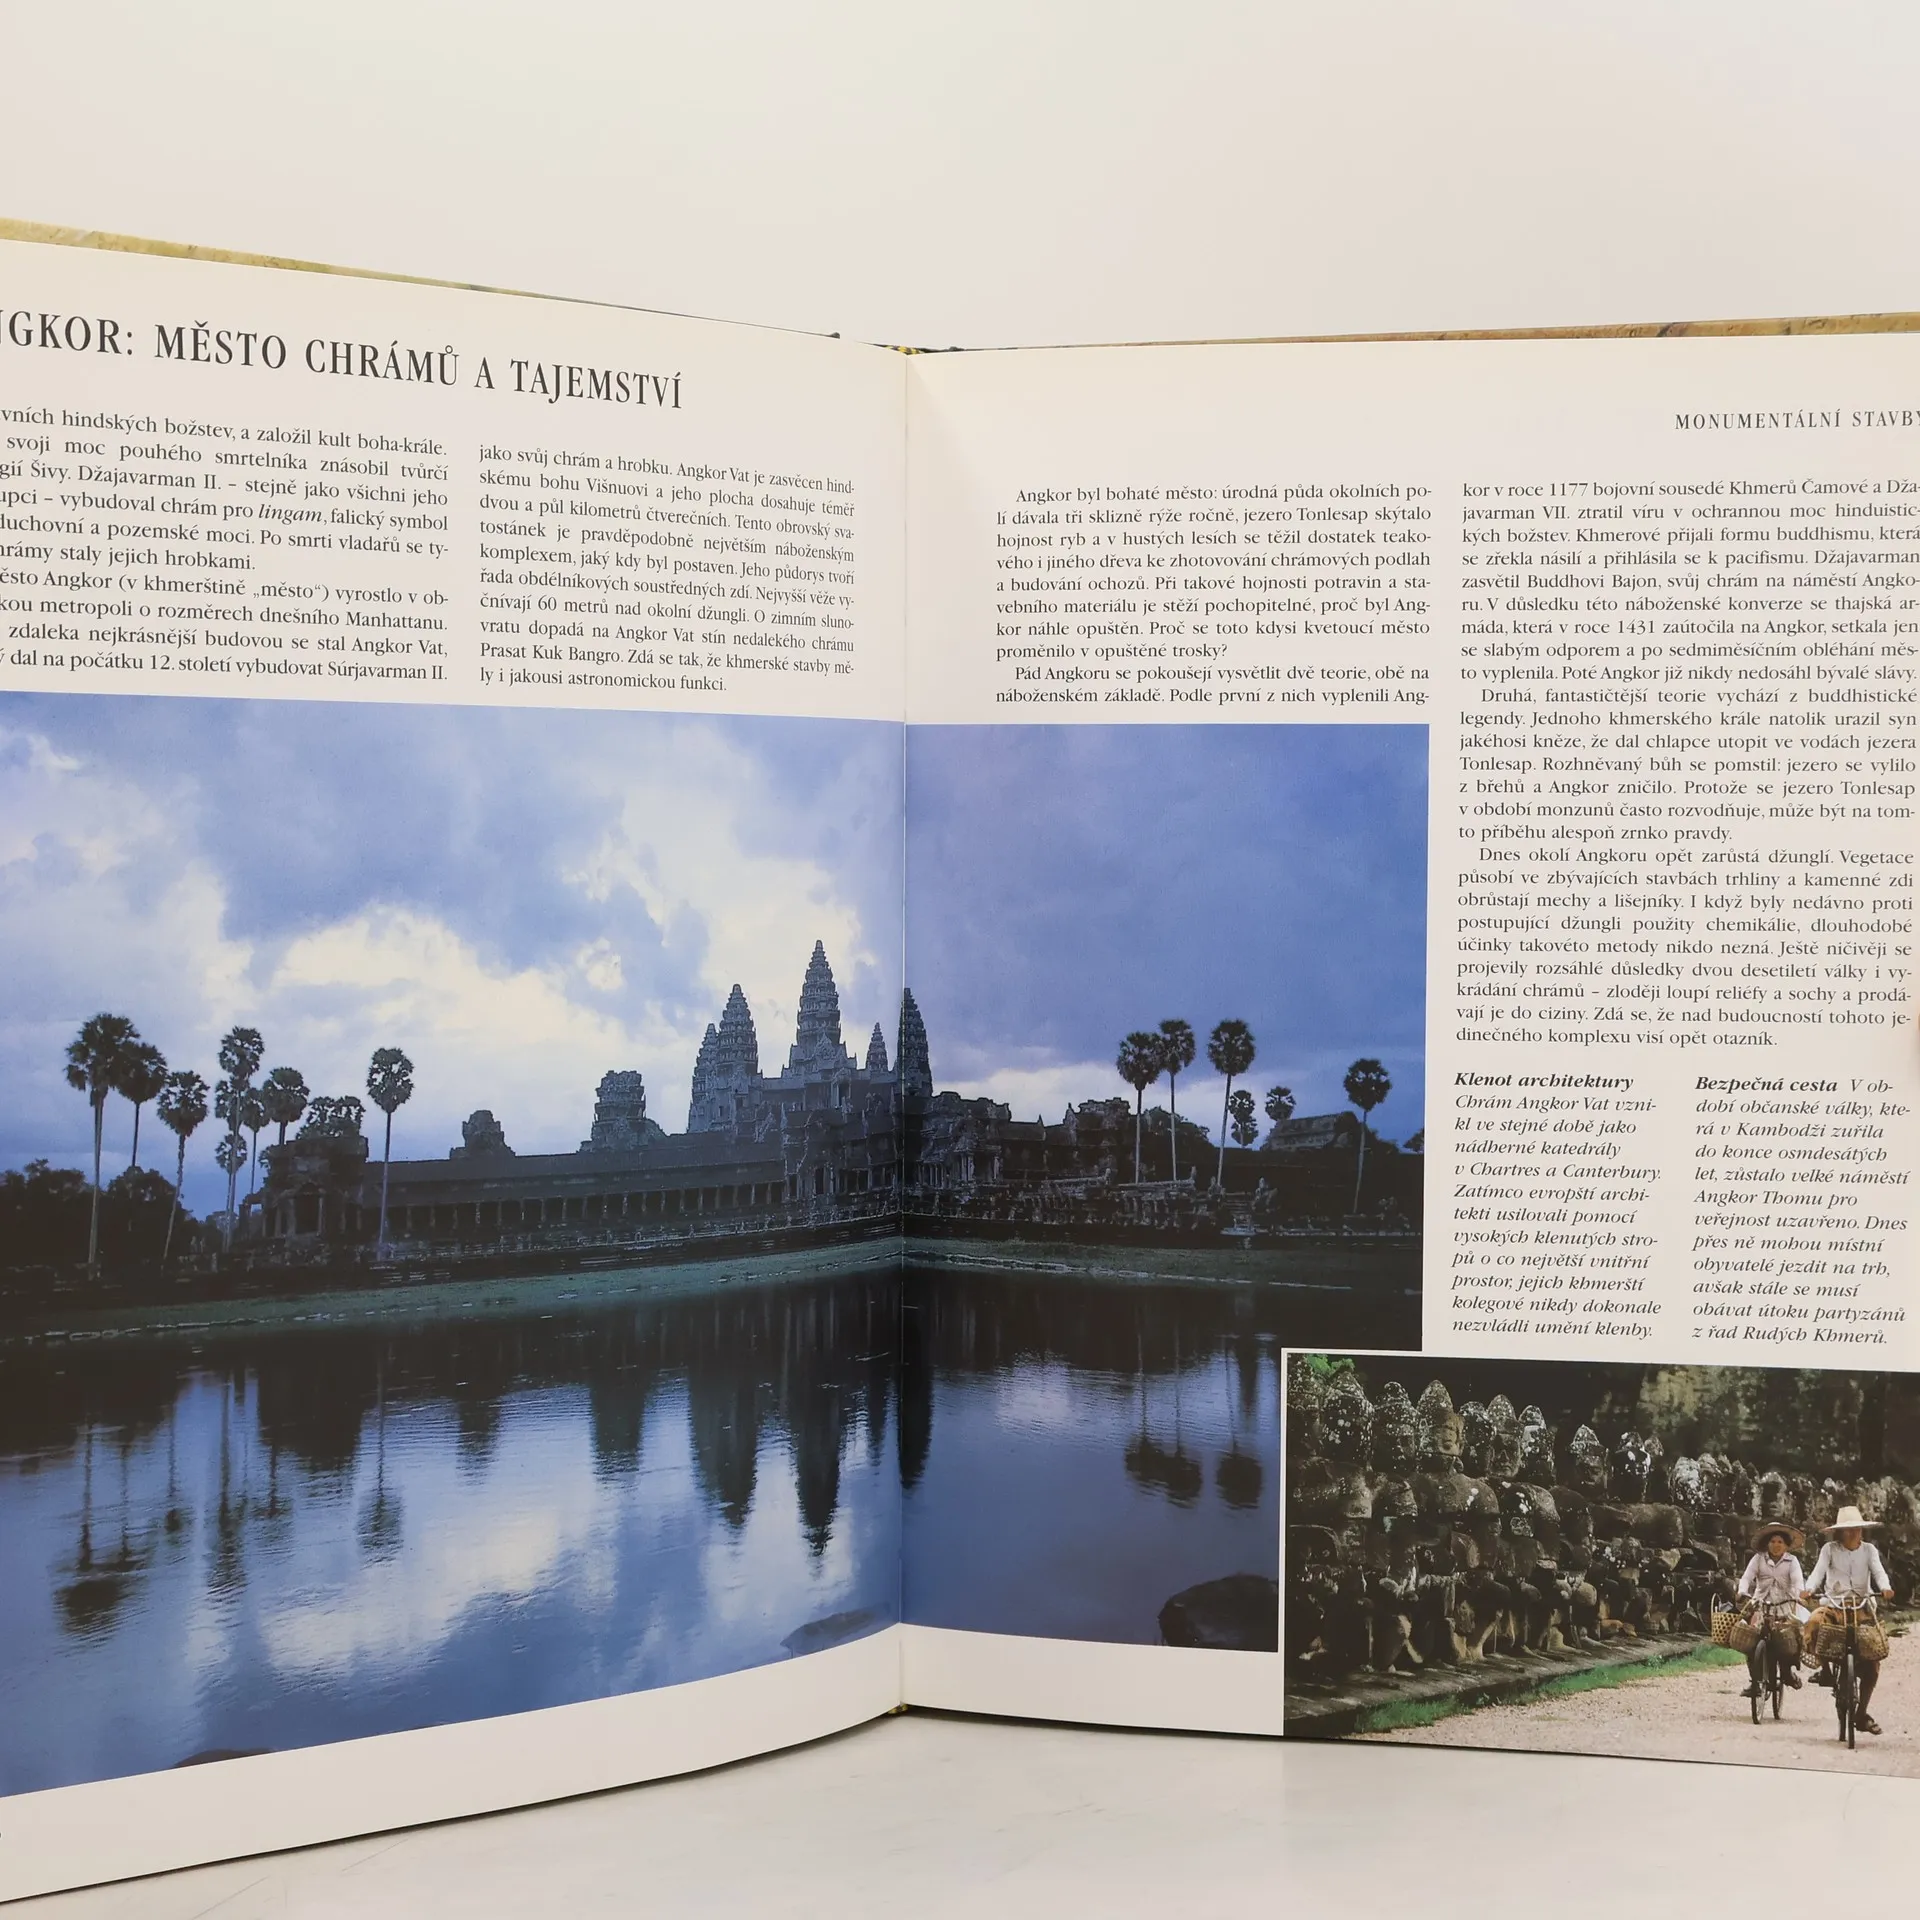 NGKOR: MĚSTO CHRÁMŮ A TAJEMSTVÍ
hindských božstev, a založil kult boha-krále.
svoji moc pouhého smrtelníka znásobil tvůrčí
Šivy. Džajavarman II. – stejně jako všichni jeho
– vybudoval chrám pro lingam, falický symbol
duchovní a pozemské moci. Po smrti vladařů se ty-
hrámy staly jejich hrobkami.
ěsto Angkor (v khmerštině „město“) vyrostlo v ob-
kou metropoli o rozměrech dnešního Manhattanu.
zdaleka nejkrásnější budovou se stal Angkor Vat,
dal na počátku 12. století vybudovat Súrjavarman II.
jako svůj chrám a hrobku. Angkor Vat je zasvěcen hind-
skému bohu Višnuovi a jeho plocha dosahuje téměř
dvou a půl kilometrů čtverečních. Tento obrovský sva-
tostánek je pravděpodobně největším náboženským
komplexem, jaký kdy byl postaven. Jeho půdorys tvoří
řada obdélníkových soustředných zdí. Nejvyšší věže vy-
čnívají 60 metrů nad okolní džungli. O zimním sluno-
vratu dopadá na Angkor Vat stín nedalekého chrámu
Prasat Kuk Bangro. Zdá se tak, že khmerské stavby mě-
ly i jakousi astronomickou funkci.
MONUMENTÁLNÍ STAVBY
Angkor byl bohaté město: úrodná půda okolních po-
lí dávala tři sklizně rýže ročně, jezero Tonlesap skýtalo
hojnost ryb a v hustých lesích se těžil dostatek teako-
vého i jiného dřeva ke zhotovování chrámových podlah
a budování ochozů. Při takové hojnosti potravin a sta-
vebního materiálu je stěží pochopitelné, proč byl Ang-
kor náhle opuštěn. Proč se toto kdysi kvetoucí město
proměnilo v opuštěné trosky?
Pád Angkoru se pokoušejí vysvětlit dvě teorie, obě na
náboženském základě. Podle první z nich vyplenili Ang-
kor v roce 1177 bojovní sousedé Khmerů Čamové a Dža-
javarman VII. ztratil víru v ochrannou moc hinduistic-
kých božstev. Khmerové přijali formu buddhismu, která
se zřekla násilí a přihlásila se k pacifismu. Džajavarman
zasvětil Buddhovi Bajon, svůj chrám na náměstí Angko-
ru. V důsledku této náboženské konverze se thajská ar-
máda, která v roce 1431 zaútočila na Angkor, setkala jen
se slabým odporem a po sedmiměsíčním obléhání měs-
to vyplenila. Poté Angkor již nikdy nedosáhl bývalé slávy.
Druhá, fantastičtější teorie vychází z buddhistické
legendy. Jednoho khmerského krále natolik urazil syn
jakéhosi kněze, že dal chlapce utopit ve vodách jezera
Tonlesap. Rozhněvaný bůh se pomstil: jezero se vylilo
z břehů a Angkor zničilo. Protože se jezero Tonlesap
v období monzunů často rozvodňuje, může být na tom-
to příběhu alespoň zrnko pravdy.
Dnes okolí Angkoru opět zarůstá džunglí. Vegetace
působí ve zbývajících stavbách trhliny a kamenné zdi
obrůstají mechy a lišejníky. I když byly nedávno proti
postupující džungli použity chemikálie, dlouhodobé
účinky takovéto metody nikdo nezná. Ještě ničivěji se
projevily rozsáhlé důsledky dvou desetiletí války i vy-
krádání chrámů – zloději loupí reliéfy a sochy a prodá-
vají je do ciziny. Zdá se, že nad budoucností tohoto je-
dinečného komplexu visí opět otazník.
Klenot architektury
Chrám Angkor Vat vzni-
kl ve stejné době jako
nádherné katedrály
v Chartres a Canterbury.
Zatímco evropští archi-
tekti usilovali pomocí
vysokých klenutých stro-
pů o co největší vnitřní
prostor, jejich khmerští
kolegové nikdy dokonale
nezvládli umění klenby.
Bezpečná cesta V ob-
dobí občanské války, kte-
rá v Kambodži zuřila
do konce osmdesátých
let, zůstalo velké náměstí
Angkor Thomu pro
veřejnost uzavřeno. Dnes
přes ně mohou místní
obyvatelé jezdit na trh,
avšak stále se musí
obávat útoku partyzánů
z řad Rudých Khmerů.